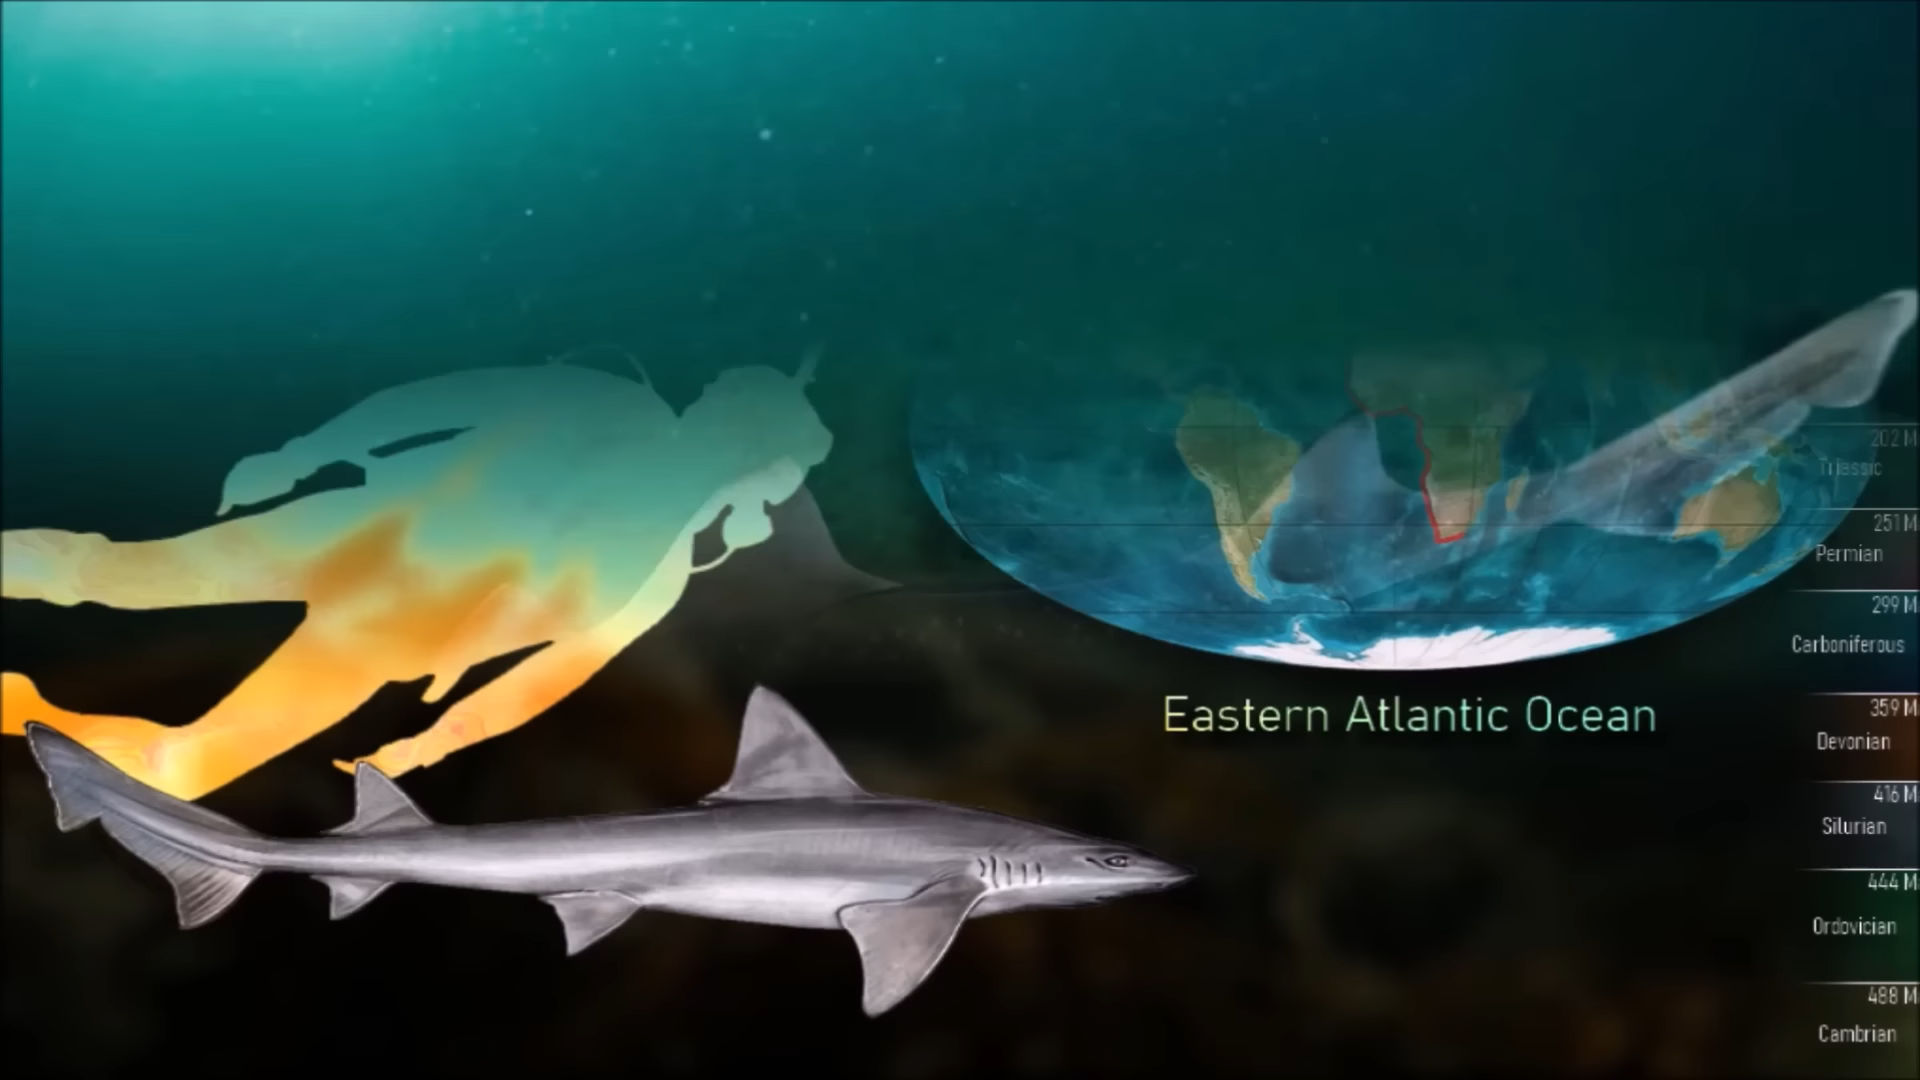 Eastern Atlantic Ocean
202 M
Triassic
251 M
Permian
299 M
Carboniferous
359 M
Devonian
416 M
Silurian
444 M
Ordovician
488 M
Cambrian